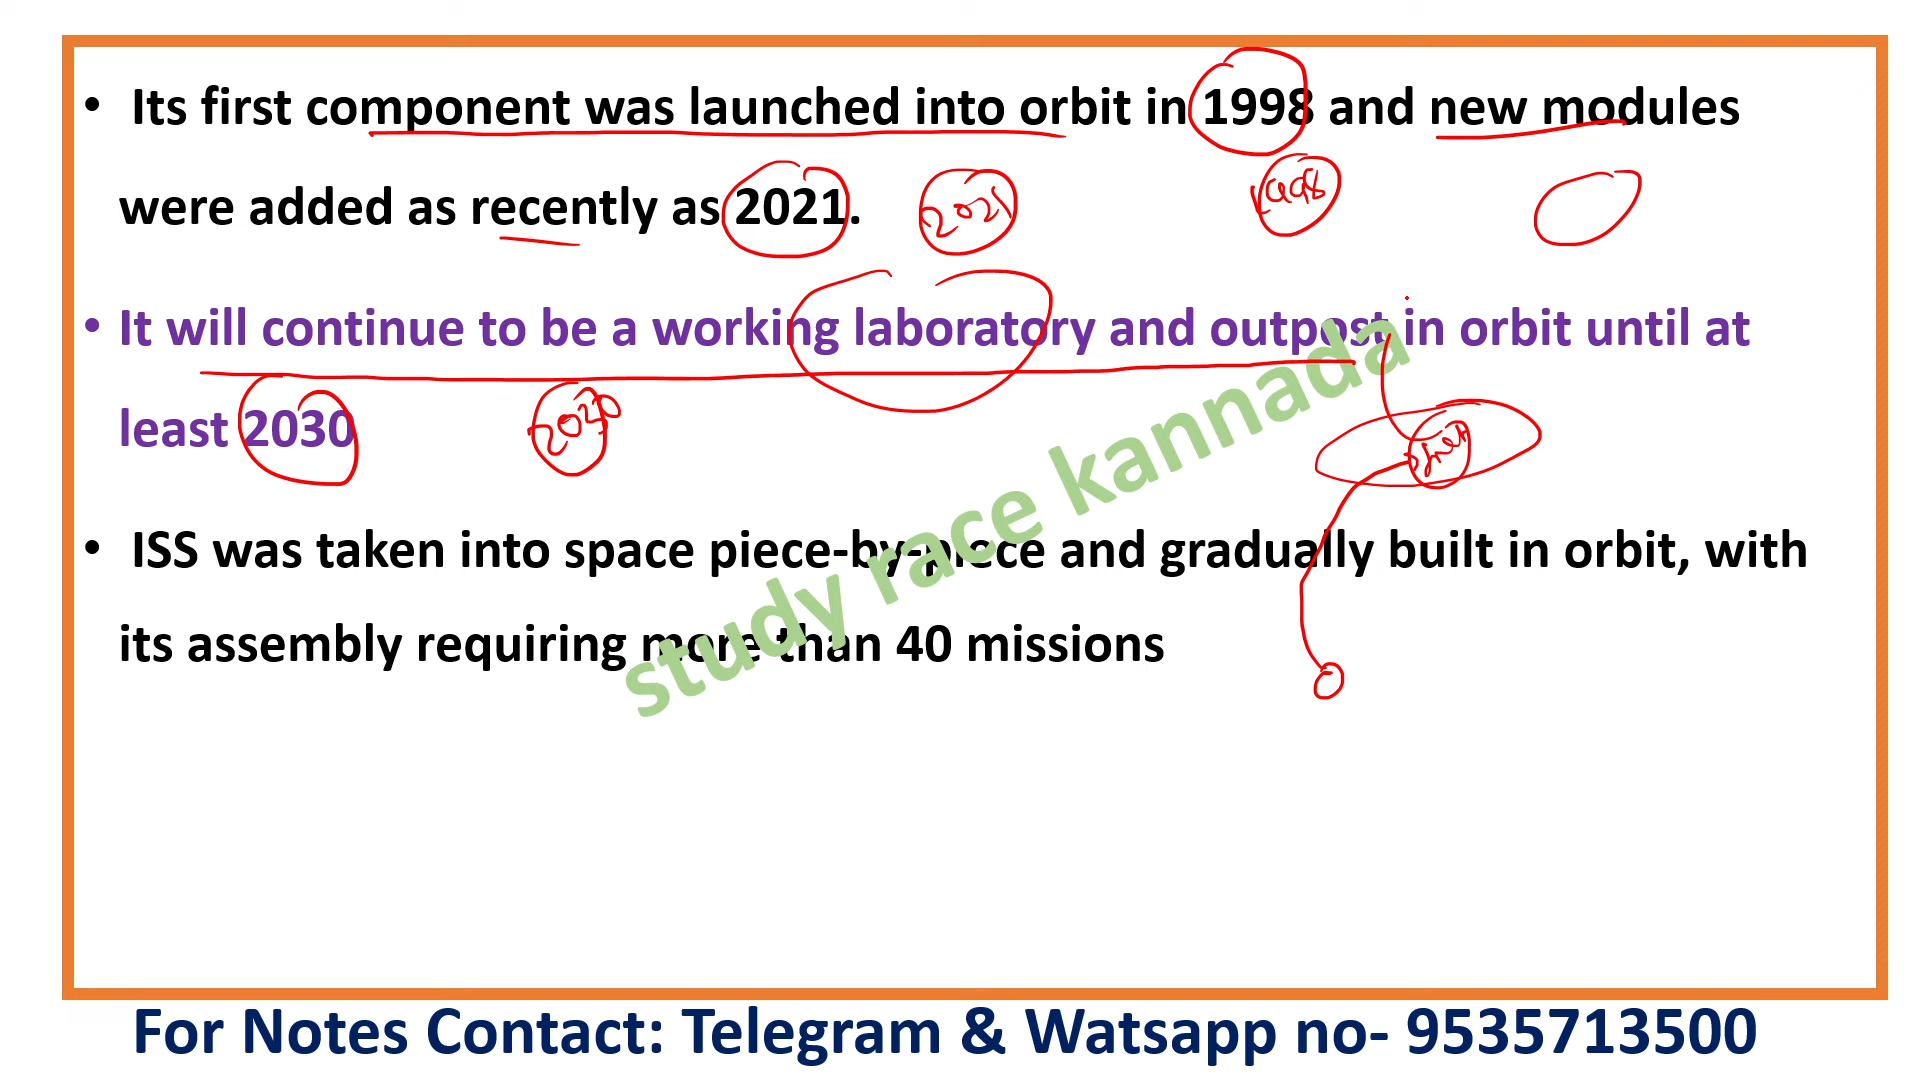 • Its first component was launched into orbit in 1998 and new modules
1998
were added as recently as 2021.
2021
• It will continue to be a working laboratory and outpost in orbit until at
least 2030
2030
• ISS was taken into space piece-by-piece and gradually built in orbit, with
its assembly requiring more than 40 missions
study race kannada
For Notes Contact: Telegram & Watsapp no- 9535713500